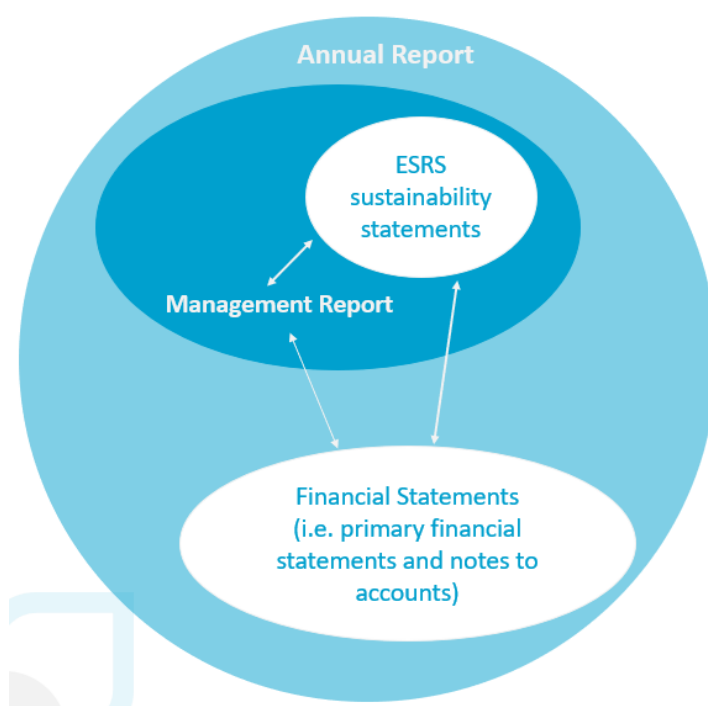 Annual Report
ESRS
sustainability
statements
Management Report
Financial Statements
(i.e. primary financial
statements and notes to
accounts)